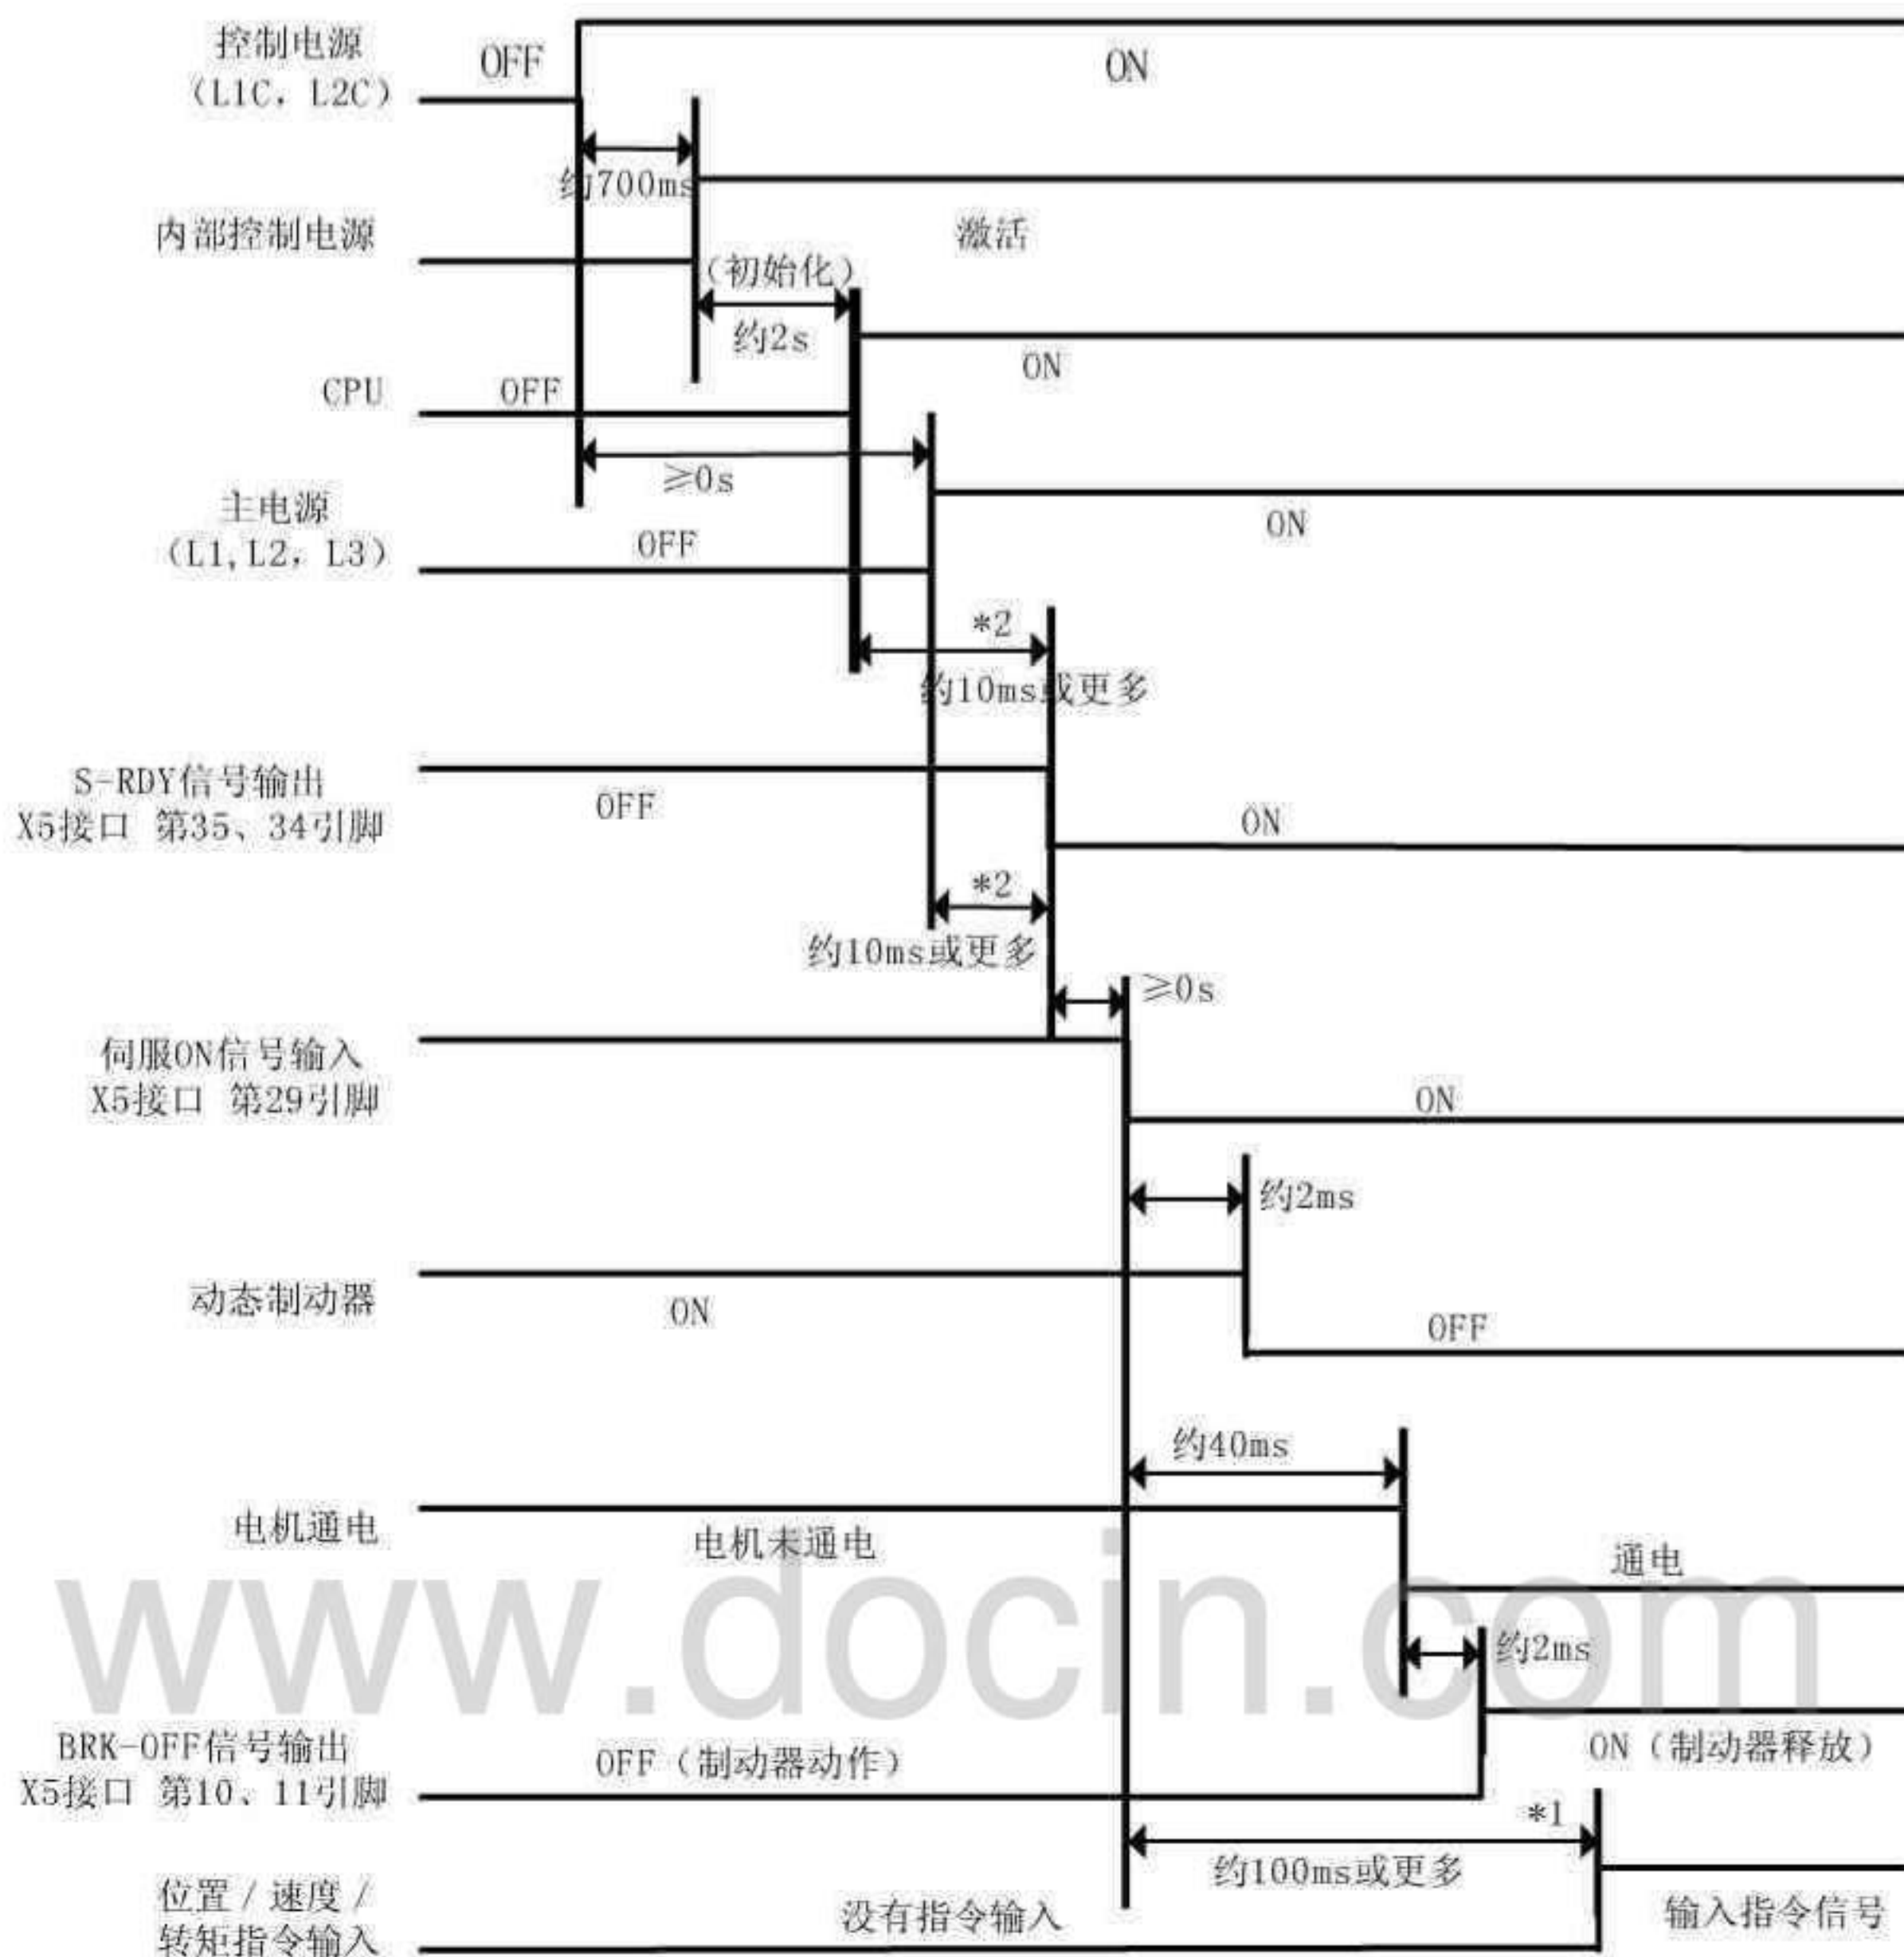 控制电源
（L1C，L2C）
OFF
ON
约700ms
内部控制电源
激活
（初始化）
约2s
CPU
OFF
ON
≥0s
主电源
（L1,L2，L3）
OFF
ON
*2
约10ms或更多
S-RDY信号输出
X5接口 第35、34引脚
OFF
ON
*2
约10ms或更多
≥0s
伺服ON信号输入
X5接口 第29引脚
ON
约2ms
动态制动器
ON
OFF
约40ms
电机通电
电机未通电
通电
www.docin.com
约2ms
BRK-OFF信号输出
X5接口 第10、11引脚
OFF（制动器动作）
ON（制动器释放）
*1
约100ms或更多
位置/速度/
转矩指令输入
没有指令输入
输入指令信号